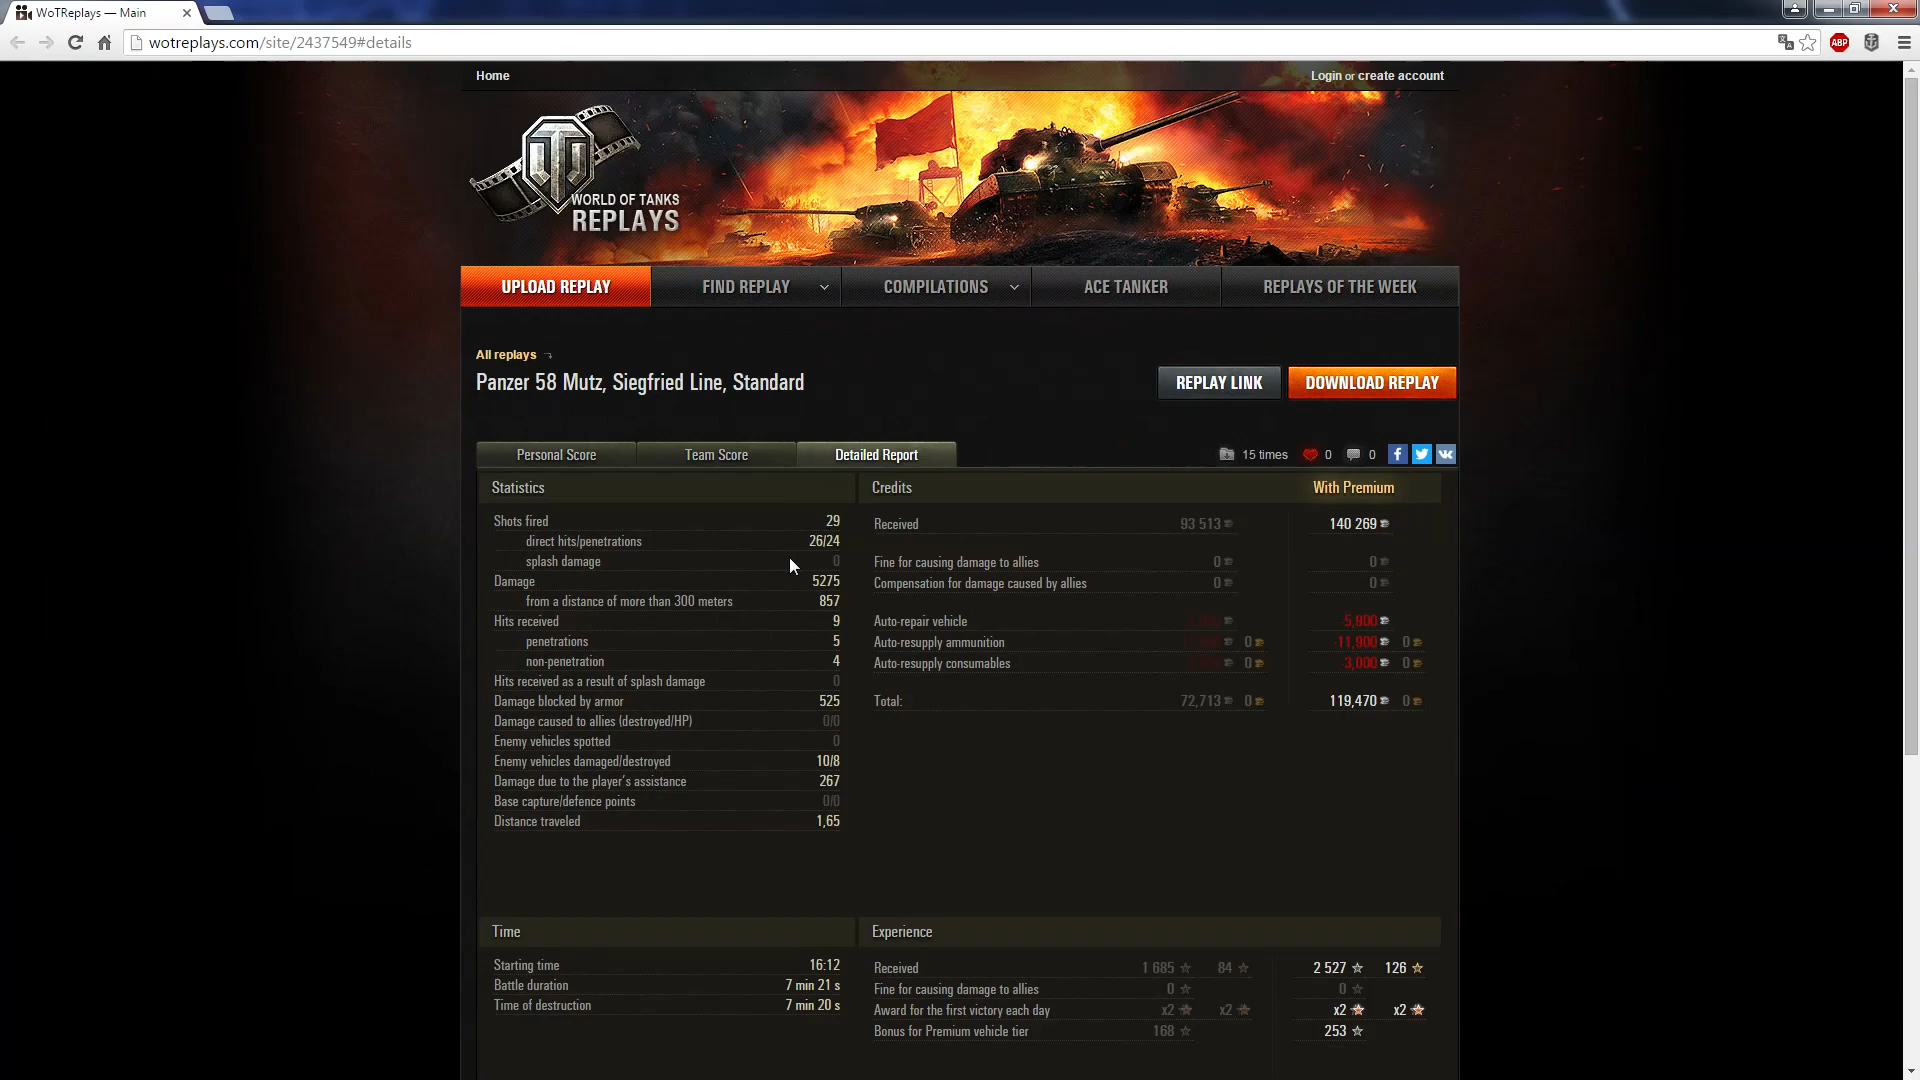 WoTReplays — Main
wotreplays.com/site/2437549#details
ABP
Home
Login or create account
WORLD OF TANKS
REPLAYS
UPLOAD REPLAY
FIND REPLAY
COMPILATIONS
ACE TANKER
REPLAYS OF THE WEEK
All replays
Panzer 58 Mutz, Siegfried Line, Standard
REPLAY LINK
DOWNLOAD REPLAY
Personal Score
Team Score
Detailed Report
15 times
0
0
Statistics
Shots fired 29
direct hits/penetrations 26/24
splash damage 0
Damage 5275
from a distance of more than 300 meters 857
Hits received 9
penetrations 5
non-penetration 4
Hits received as a result of splash damage 0
Damage blocked by armor 525
Damage caused to allies (destroyed/HP) 0/0
Enemy vehicles spotted 0
Enemy vehicles damaged/destroyed 10/8
Damage due to the player's assistance 267
Base capture/defence points 0/0
Distance traveled 1,65
Credits With Premium
Received 93 513 140 269
Fine for causing damage to allies 0 0
Compensation for damage caused by allies 0 0
Auto-repair vehicle -5,900
Auto-resupply ammunition 0 -11,900 0
Auto-resupply consumables 0 -3,000 0
Total: 72,713 0 119,470 0
Time
Starting time 16:12
Battle duration 7 min 21 s
Time of destruction 7 min 20 s
Experience
Received 1 685 84 2 527 126
Fine for causing damage to allies 0 0
Award for the first victory each day x2 x2 x2 x2
Bonus for Premium vehicle tier 168 253